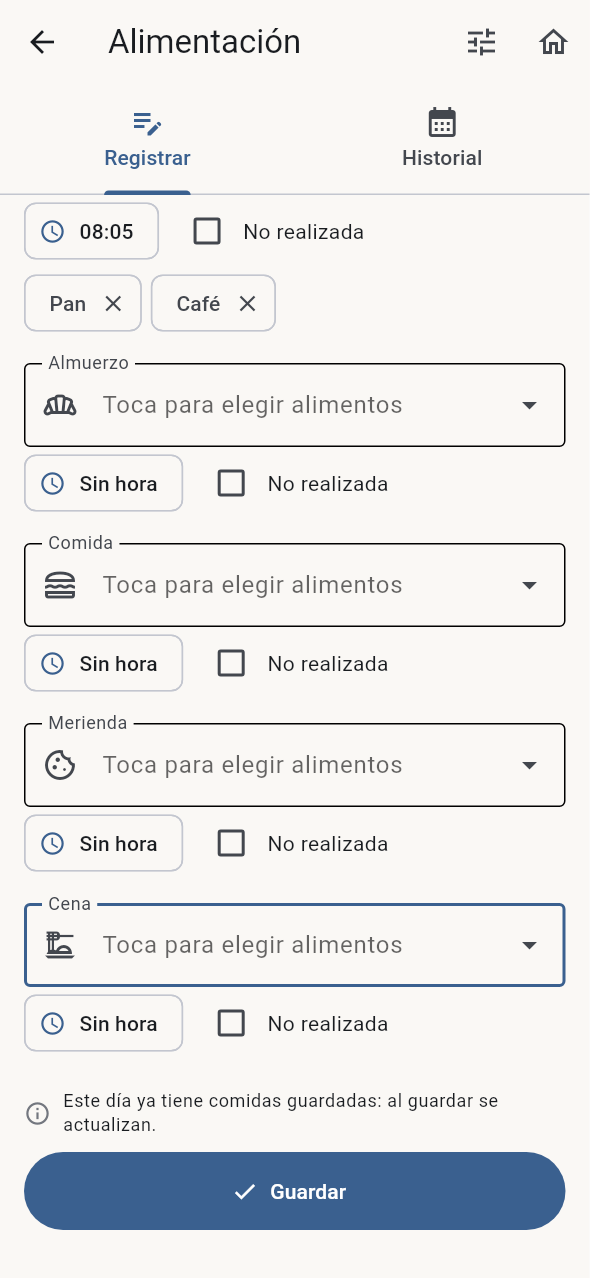 Alimentación
Registrar
Historial
08:05
No realizada
Pan
Café
Almuerzo
Toca para elegir alimentos
Sin hora
No realizada
Comida
Toca para elegir alimentos
Sin hora
No realizada
Merienda
Toca para elegir alimentos
Sin hora
No realizada
Cena
Toca para elegir alimentos
Sin hora
No realizada
Este día ya tiene comidas guardadas: al guardar se
actualizan.
Guardar